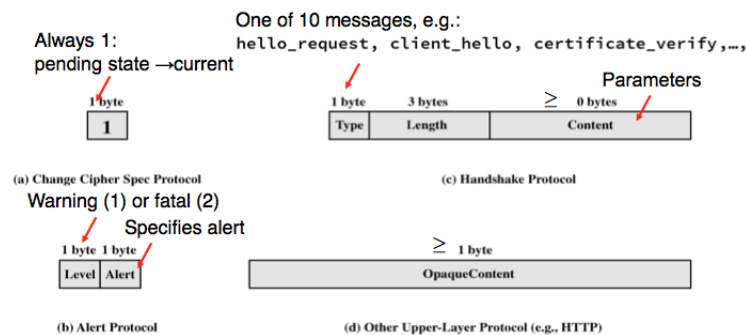 One of 10 messages, e.g.:
Always 1:
hello_request, client_hello, certificate_verify,…,
pending state →current
Parameters
1 byte
1
1 byte 3 bytes ≥ 0 bytes
Type Length Content
(a) Change Cipher Spec Protocol
(c) Handshake Protocol
Warning (1) or fatal (2)
Specifies alert
1 byte 1 byte
Level Alert
≥ 1 byte
OpaqueContent
(b) Alert Protocol
(d) Other Upper-Layer Protocol (e.g., HTTP)